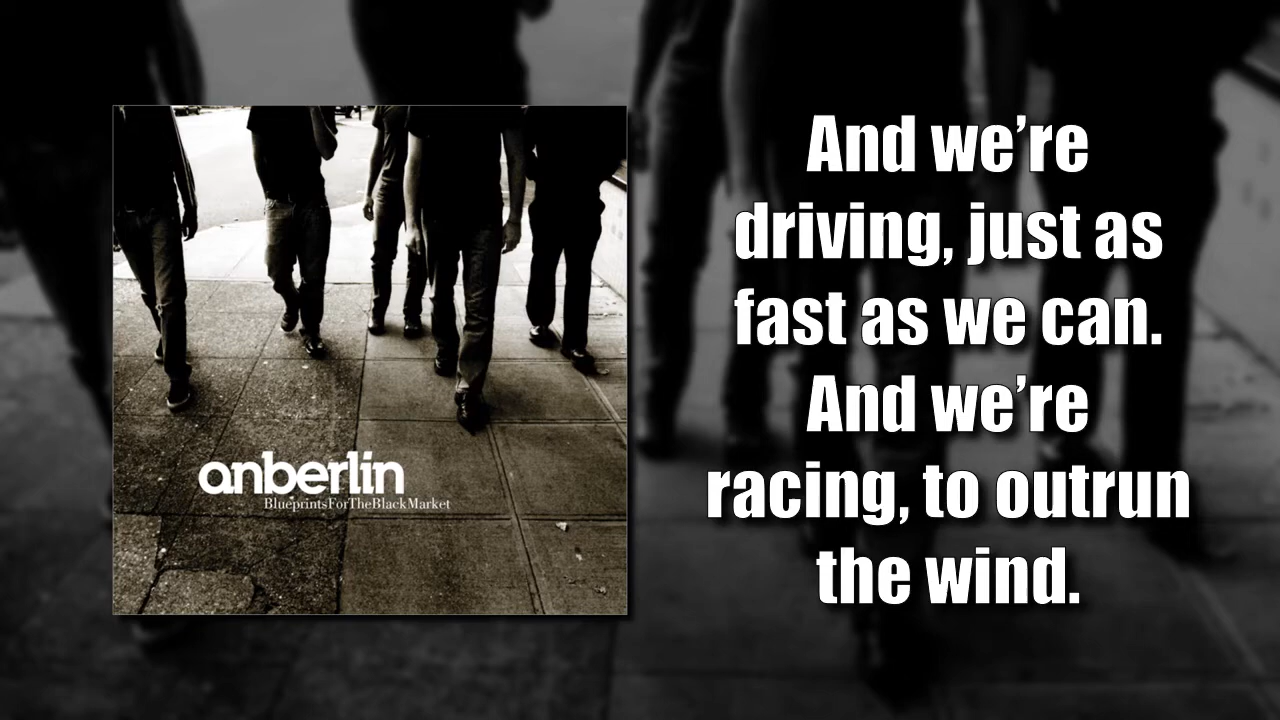 anberlin
BlueprintsForTheBlackMarket
And we’re
driving, just as
fast as we can.
And we’re
racing, to outrun
the wind.